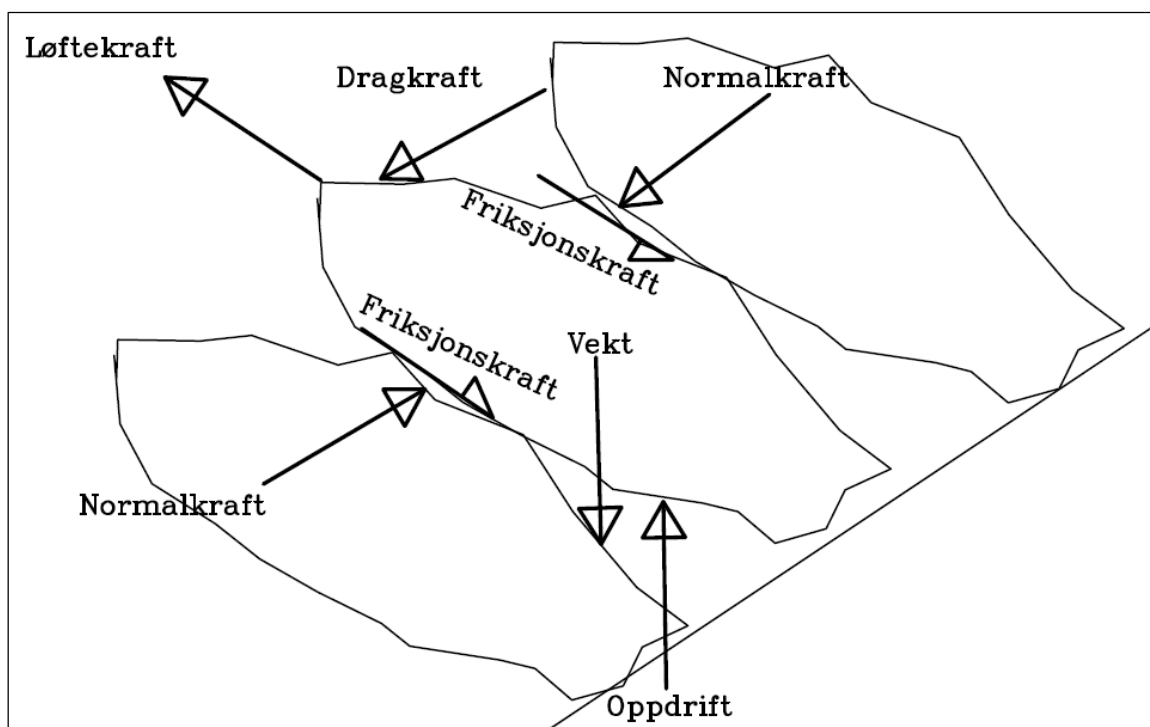 Løftekraft
Dragkraft
Normalkraft
Friksjonskraft
Friksjonskraft
Vekt
Normalkraft
Oppdrift